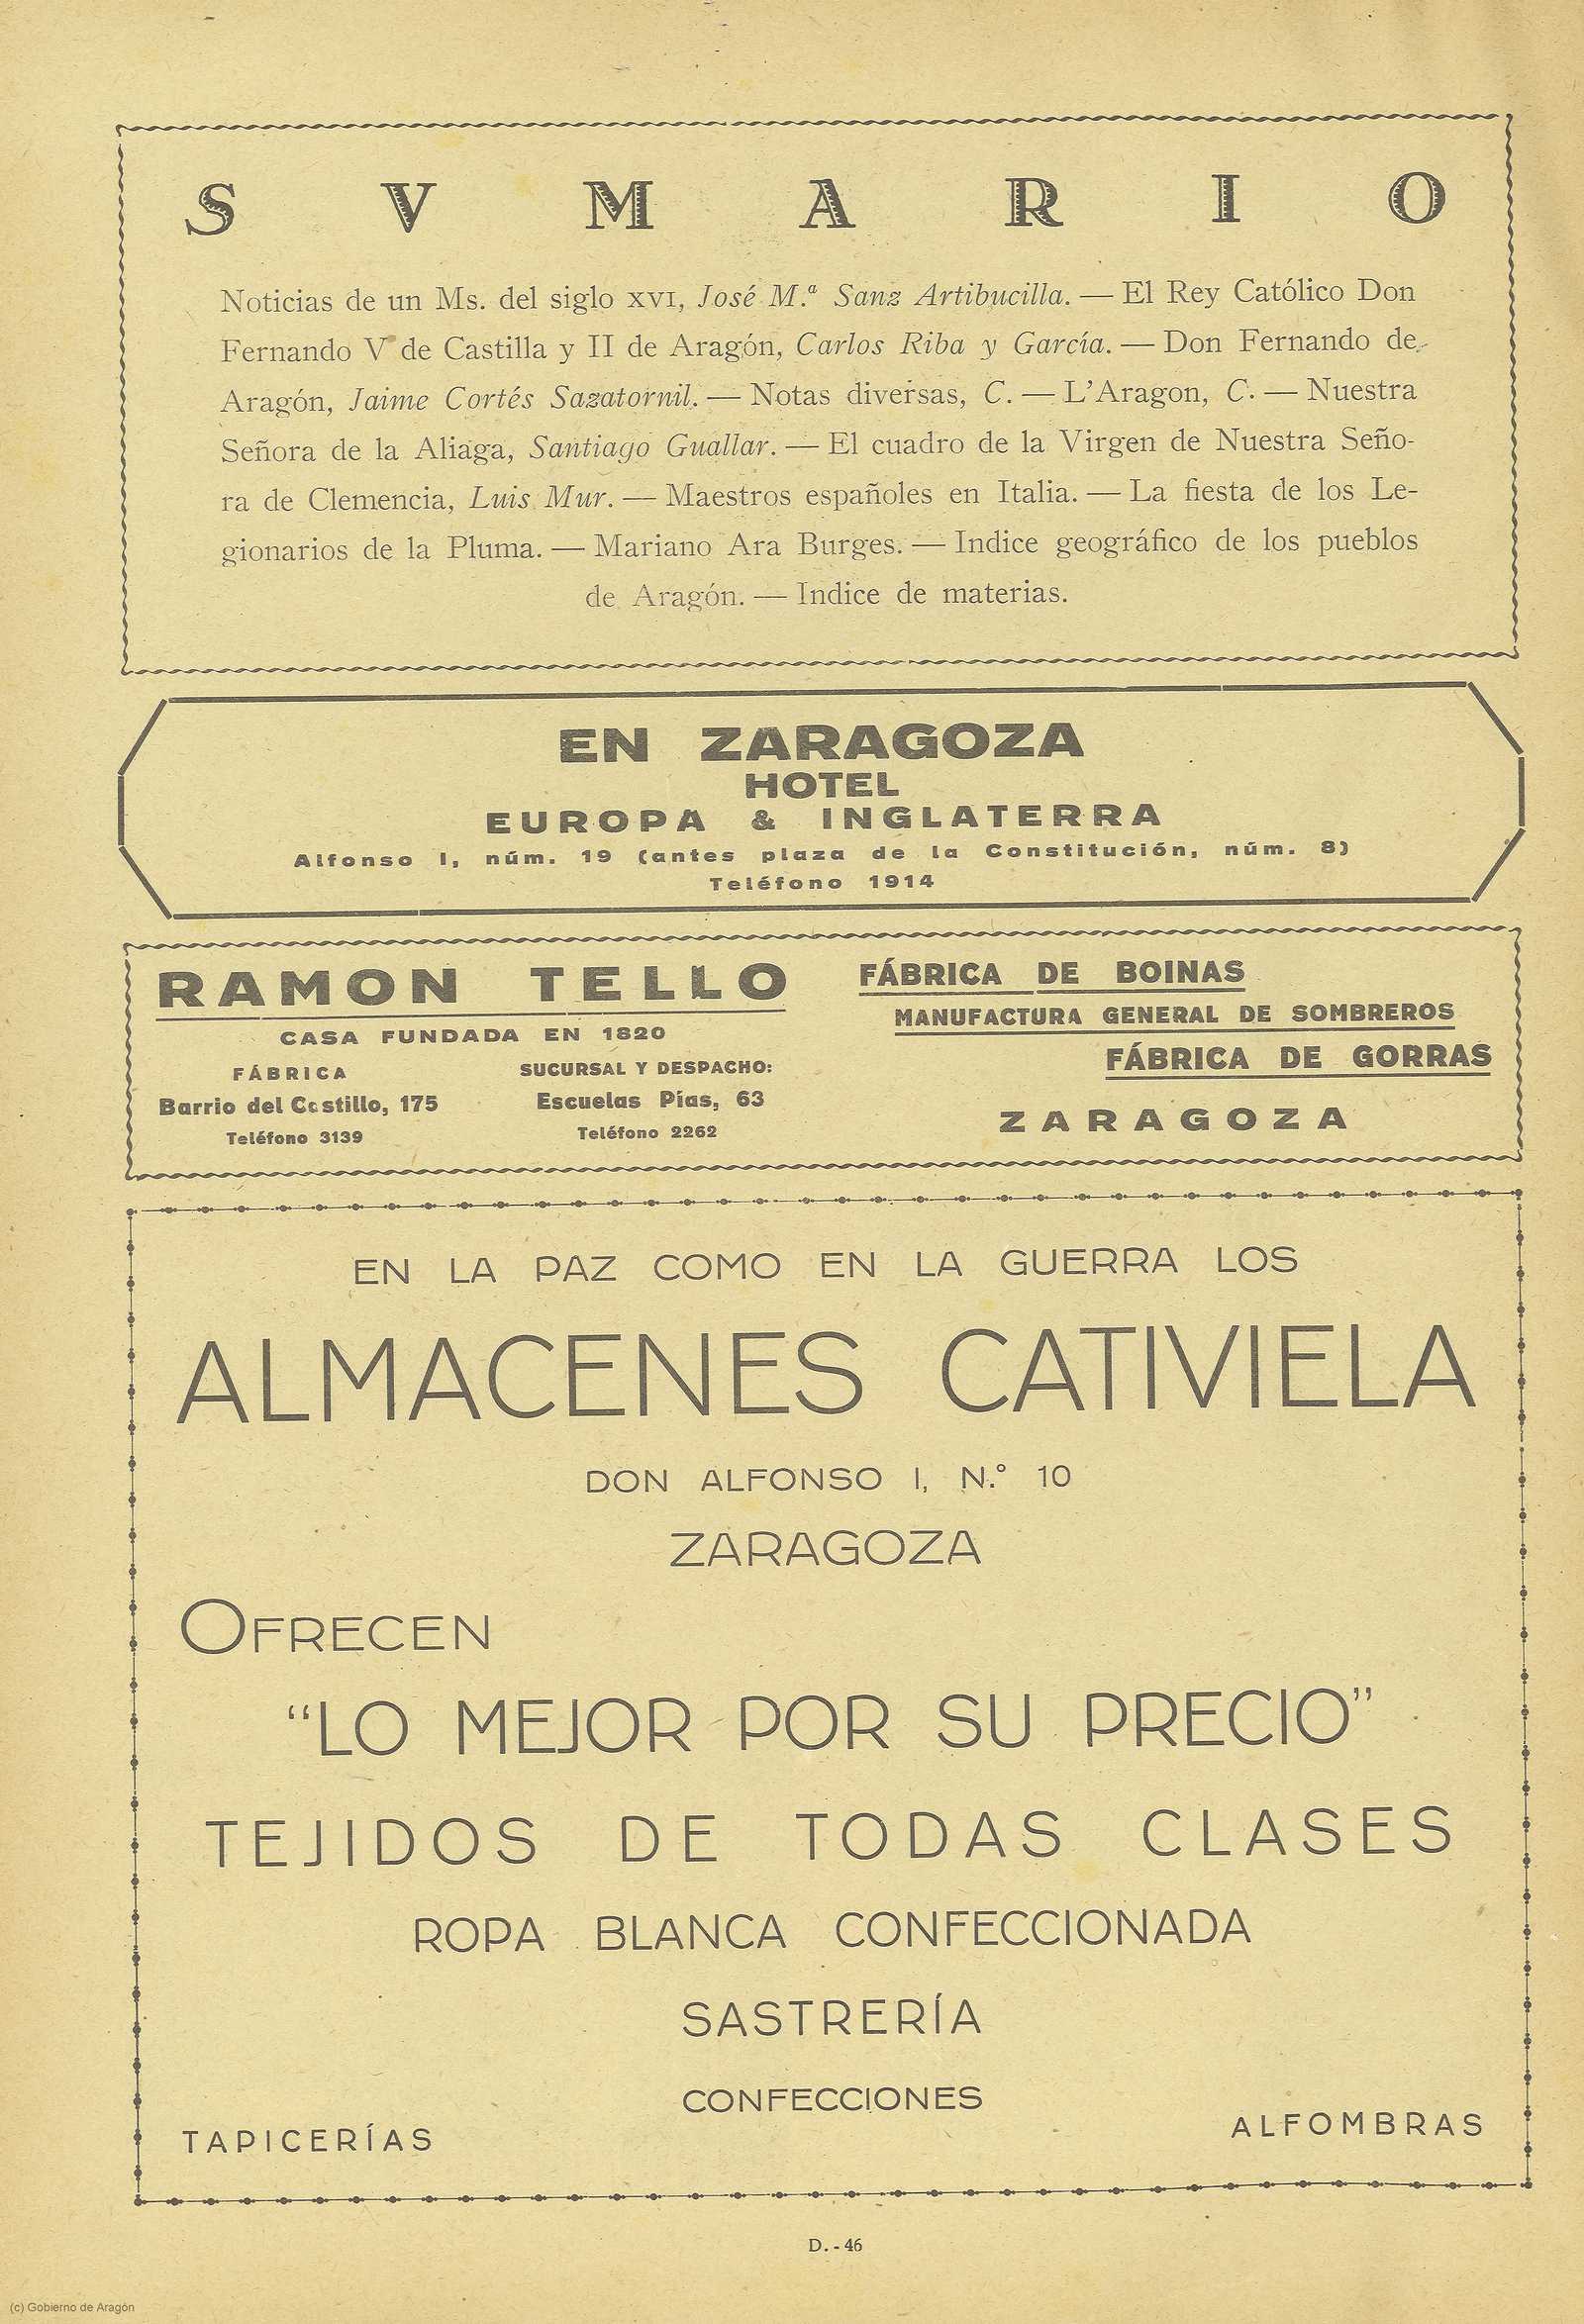 SVMARIO
Noticias de un Ms. del siglo XVI, José M.ª Sanz Artibucilla. — El Rey Católico Don
Fernando V de Castilla y II de Aragón, Carlos Riba y García. — Don Fernando de
Aragón, Jaime Cortés Sazatornil. — Notas diversas, C. — L'Aragon, C. — Nuestra
Señora de la Aliaga, Santiago Guallar. — El cuadro de la Virgen de Nuestra Seño-
ra de Clemencia, Luis Mur. — Maestros españoles en Italia. — La fiesta de los Le-
gionarios de la Pluma. — Mariano Ara Burges. — Indice geográfico de los pueblos
de Aragón. — Indice de materias.
EN ZARAGOZA
HOTEL
EUROPA & INGLATERRA
Alfonso I, núm. 19 (antes plaza de la Constitución, núm. 8)
Teléfono 1914
RAMON TELLO
CASA FUNDADA EN 1820
FÁBRICA
Barrio del Castillo, 175
Teléfono 3139
SUCURSAL Y DESPACHO:
Escuelas Pías, 63
Teléfono 2262
FÁBRICA DE BOINAS
MANUFACTURA GENERAL DE SOMBREROS
FÁBRICA DE GORRAS
ZARAGOZA
EN LA PAZ COMO EN LA GUERRA LOS
ALMACENES CATIVIELA
DON ALFONSO I, N.° 10
ZARAGOZA
OFRECEN
“LO MEJOR POR SU PRECIO”
TEJIDOS DE TODAS CLASES
ROPA BLANCA CONFECCIONADA
SASTRERÍA
CONFECCIONES
TAPICERÍAS
ALFOMBRAS
D. - 46
(c) Gobierno de Aragón